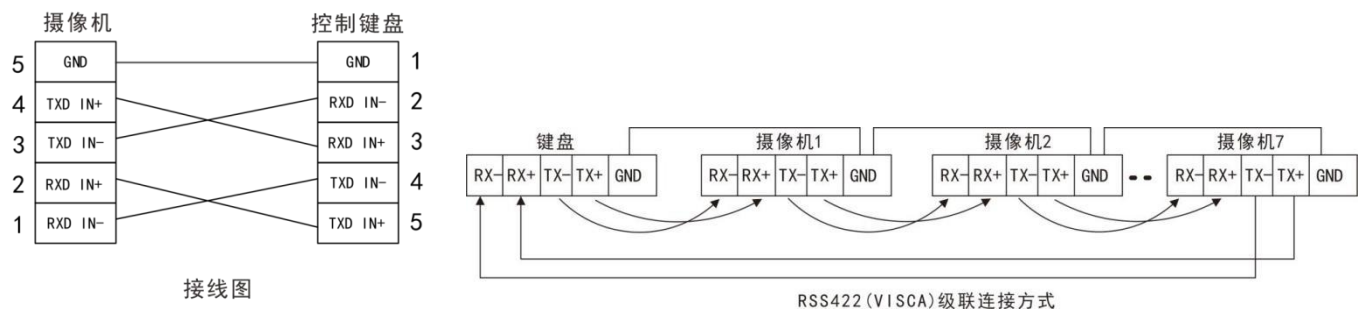 摄像机
控制键盘
5 GND GND 1
4 TXD IN+ RXD IN- 2
3 TXD IN- RXD IN+ 3
2 RXD IN+ TXD IN- 4
1 RXD IN- TXD IN+ 5
接线图
键盘 摄像机1 摄像机2 摄像机7
RX- RX+ TX- TX+ GND RX- RX+ TX- TX+ GND RX- RX+ TX- TX+ GND -- RX- RX+ TX- TX+ GND
RSS422(VISCA)级联连接方式